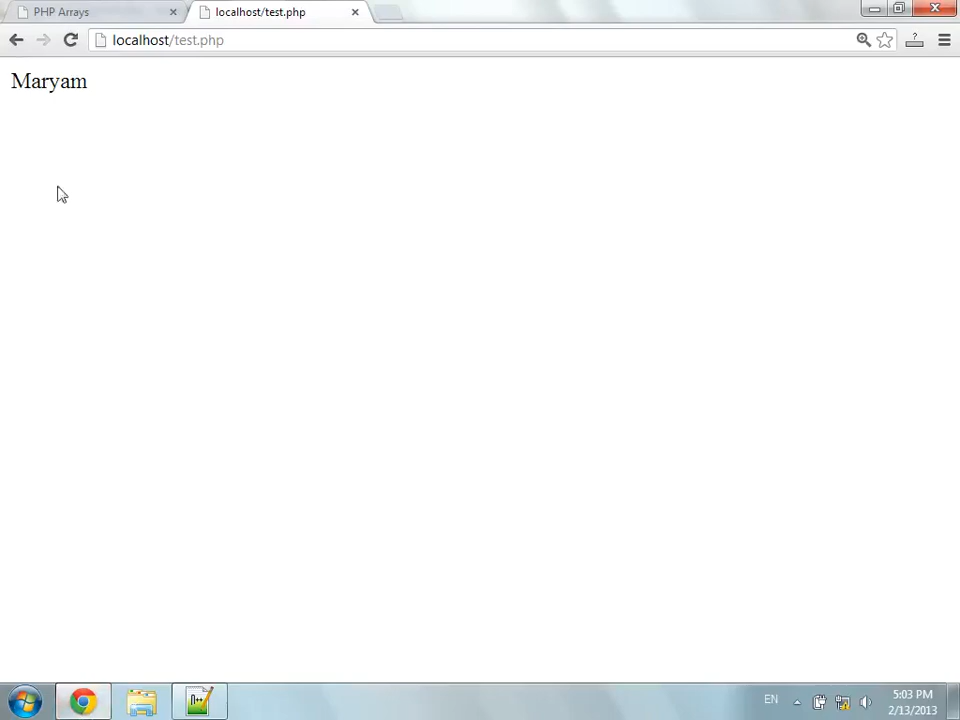 PHP Arrays
localhost/test.php
localhost/test.php
Maryam
EN
5:03 PM
2/13/2013